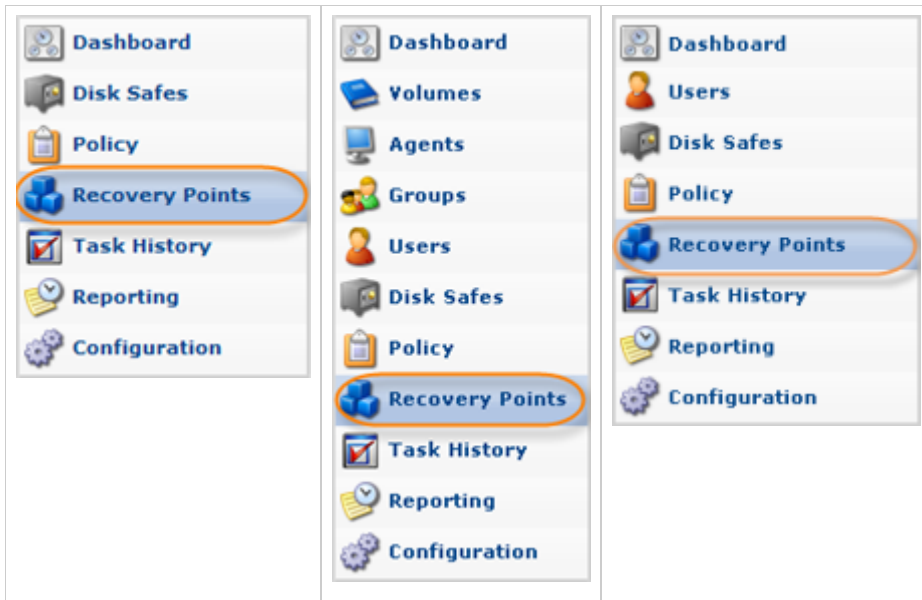 Dashboard
Disk Safes
Policy
Recovery Points
Task History
Reporting
Configuration
Dashboard
Volumes
Agents
Groups
Users
Disk Safes
Policy
Recovery Points
Task History
Reporting
Configuration
Dashboard
Users
Disk Safes
Policy
Recovery Points
Task History
Reporting
Configuration